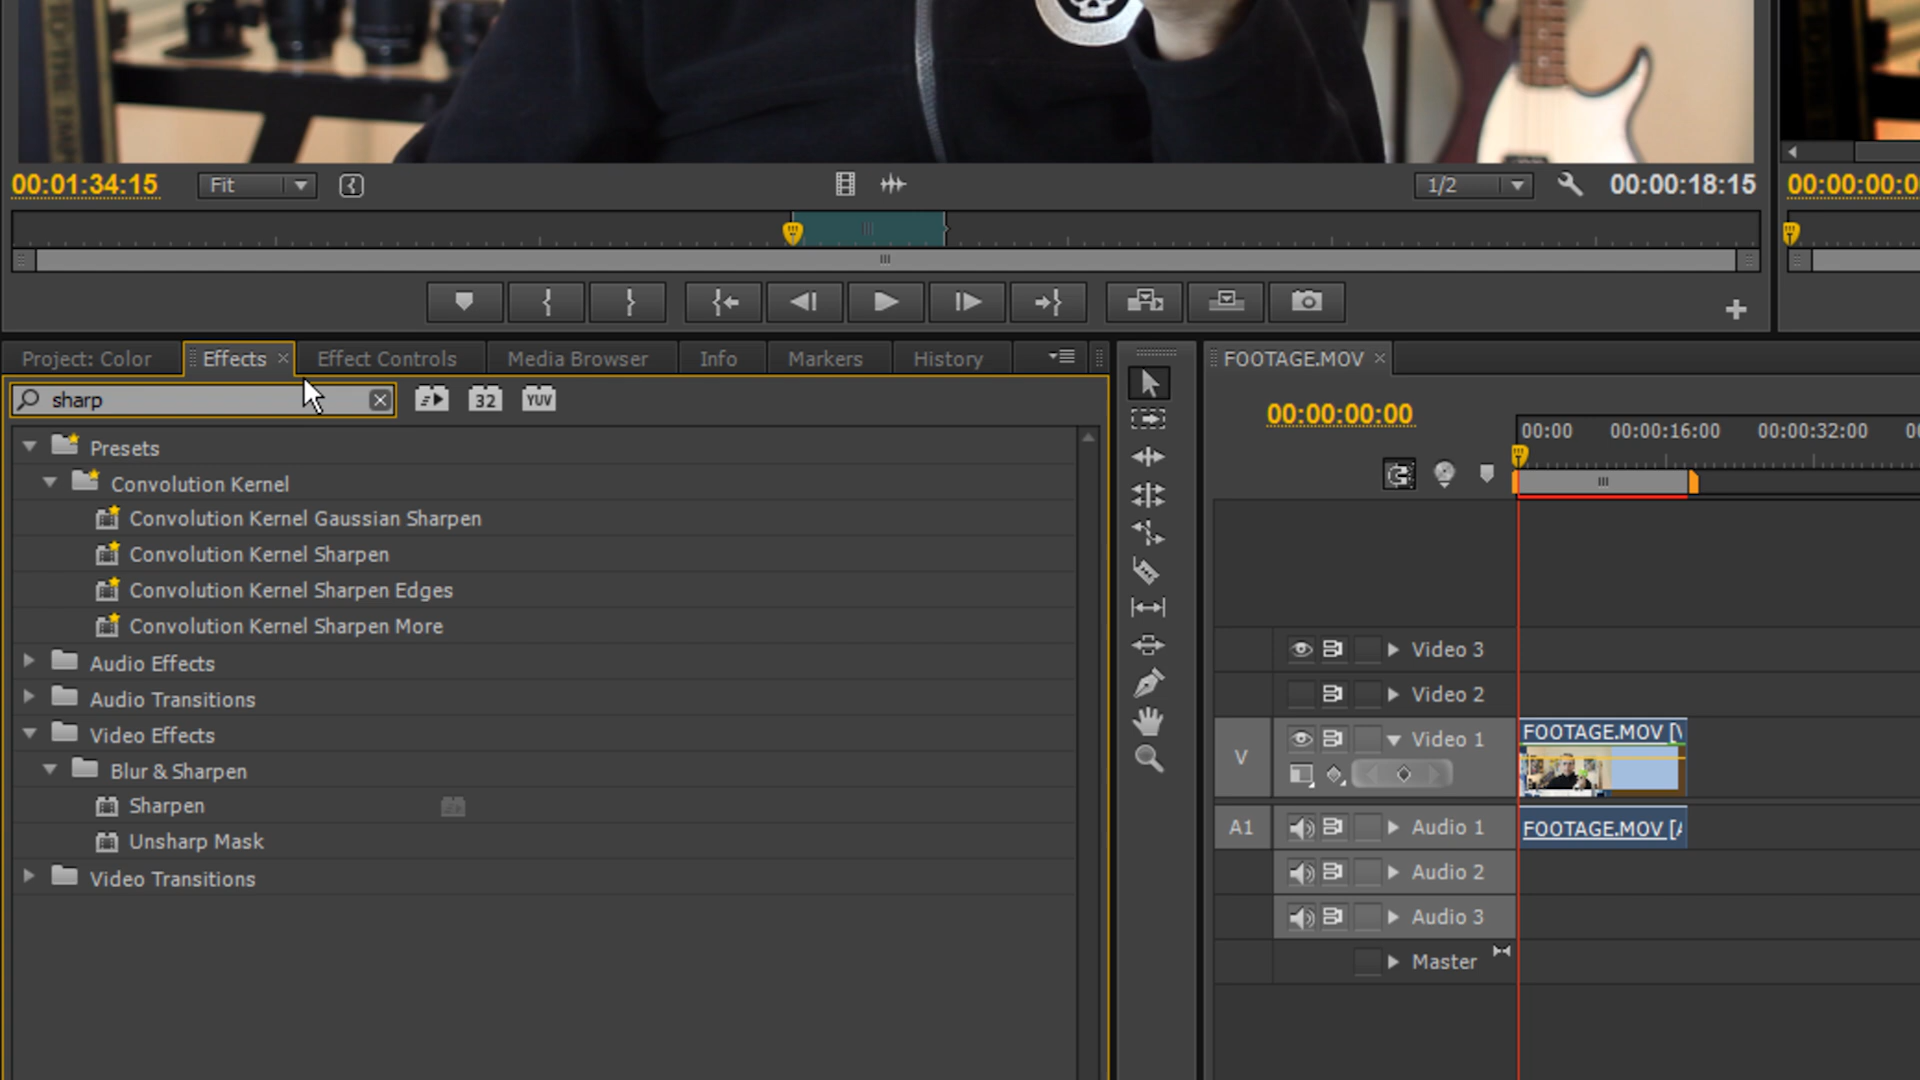 00:01:34:15
Fit
1/2
00:00:18:15
00:00:00:0
Project: Color
Effects
Effect Controls
Media Browser
Info
Markers
History
sharp
32
YUV
Presets
Convolution Kernel
Convolution Kernel Gaussian Sharpen
Convolution Kernel Sharpen
Convolution Kernel Sharpen Edges
Convolution Kernel Sharpen More
Audio Effects
Audio Transitions
Video Effects
Blur & Sharpen
Sharpen
Unsharp Mask
Video Transitions
FOOTAGE.MOV
00:00:00:00
00:00
00:00:16:00
00:00:32:00
Video 3
Video 2
V
Video 1
FOOTAGE.MOV [V
A1
Audio 1
FOOTAGE.MOV [A
Audio 2
Audio 3
Master